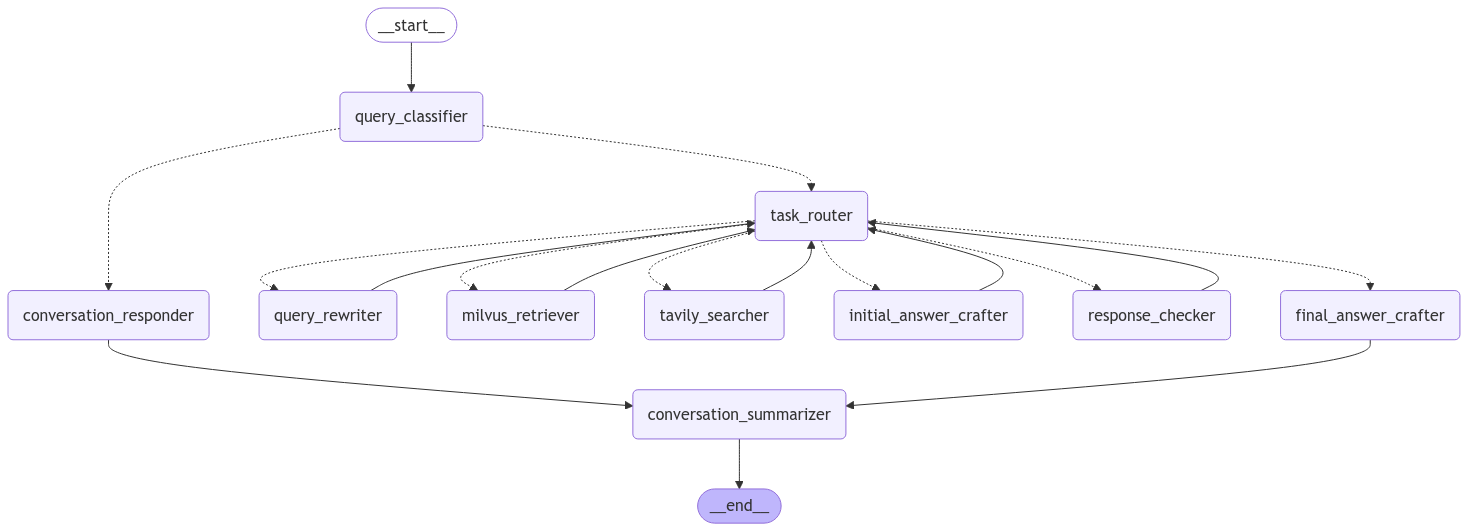 __start__
query_classifier
task_router
conversation_responder
query_rewriter
milvus_retriever
tavily_searcher
initial_answer_crafter
response_checker
final_answer_crafter
conversation_summarizer
__end__